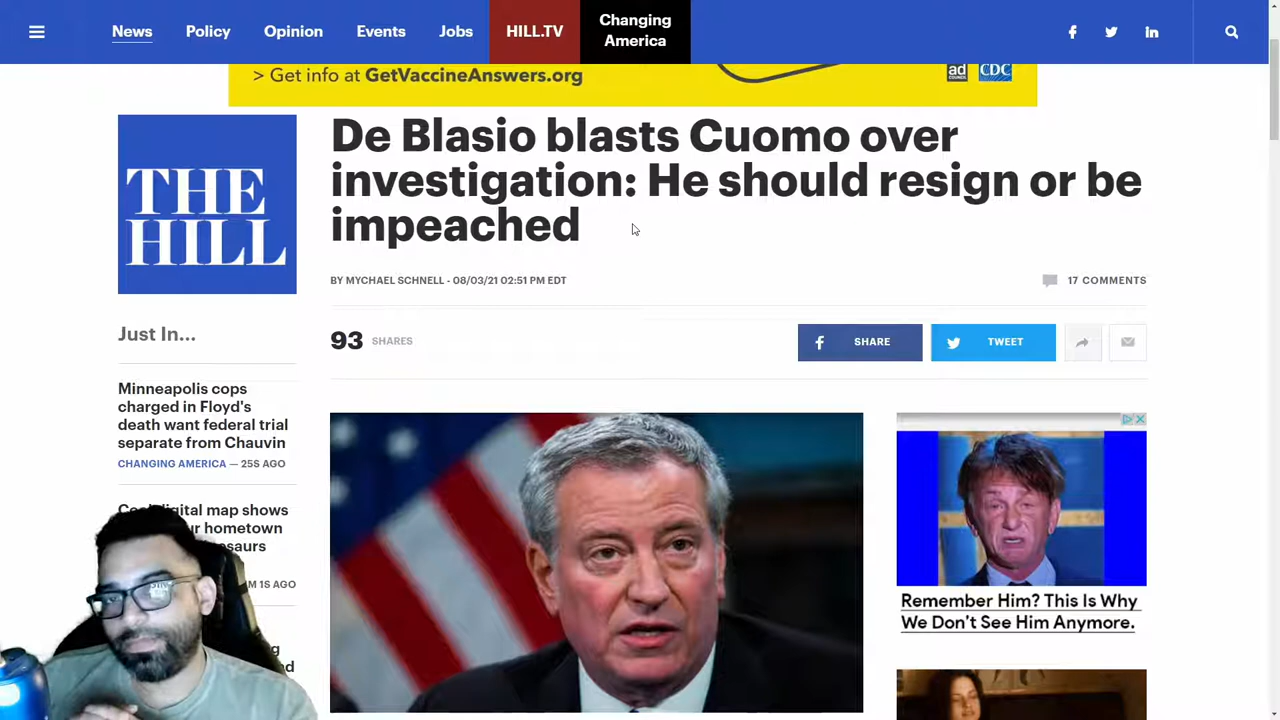 News
Policy
Opinion
Events
Jobs
HILL.TV
Changing
America
> Get info at GetVaccineAnswers.org
ad
COUNCIL
CDC
THE
HILL
De Blasio blasts Cuomo over
investigation: He should resign or be
impeached
BY MYCHAEL SCHNELL - 08/03/21 02:51 PM EDT
17 COMMENTS
93 SHARES
SHARE
TWEET
Just In...
Minneapolis cops
charged in Floyd's
death want federal trial
separate from Chauvin
CHANGING AMERICA — 25S AGO
digital map shows
hometown
M 1S AGO
Remember Him? This Is Why
We Don't See Him Anymore.